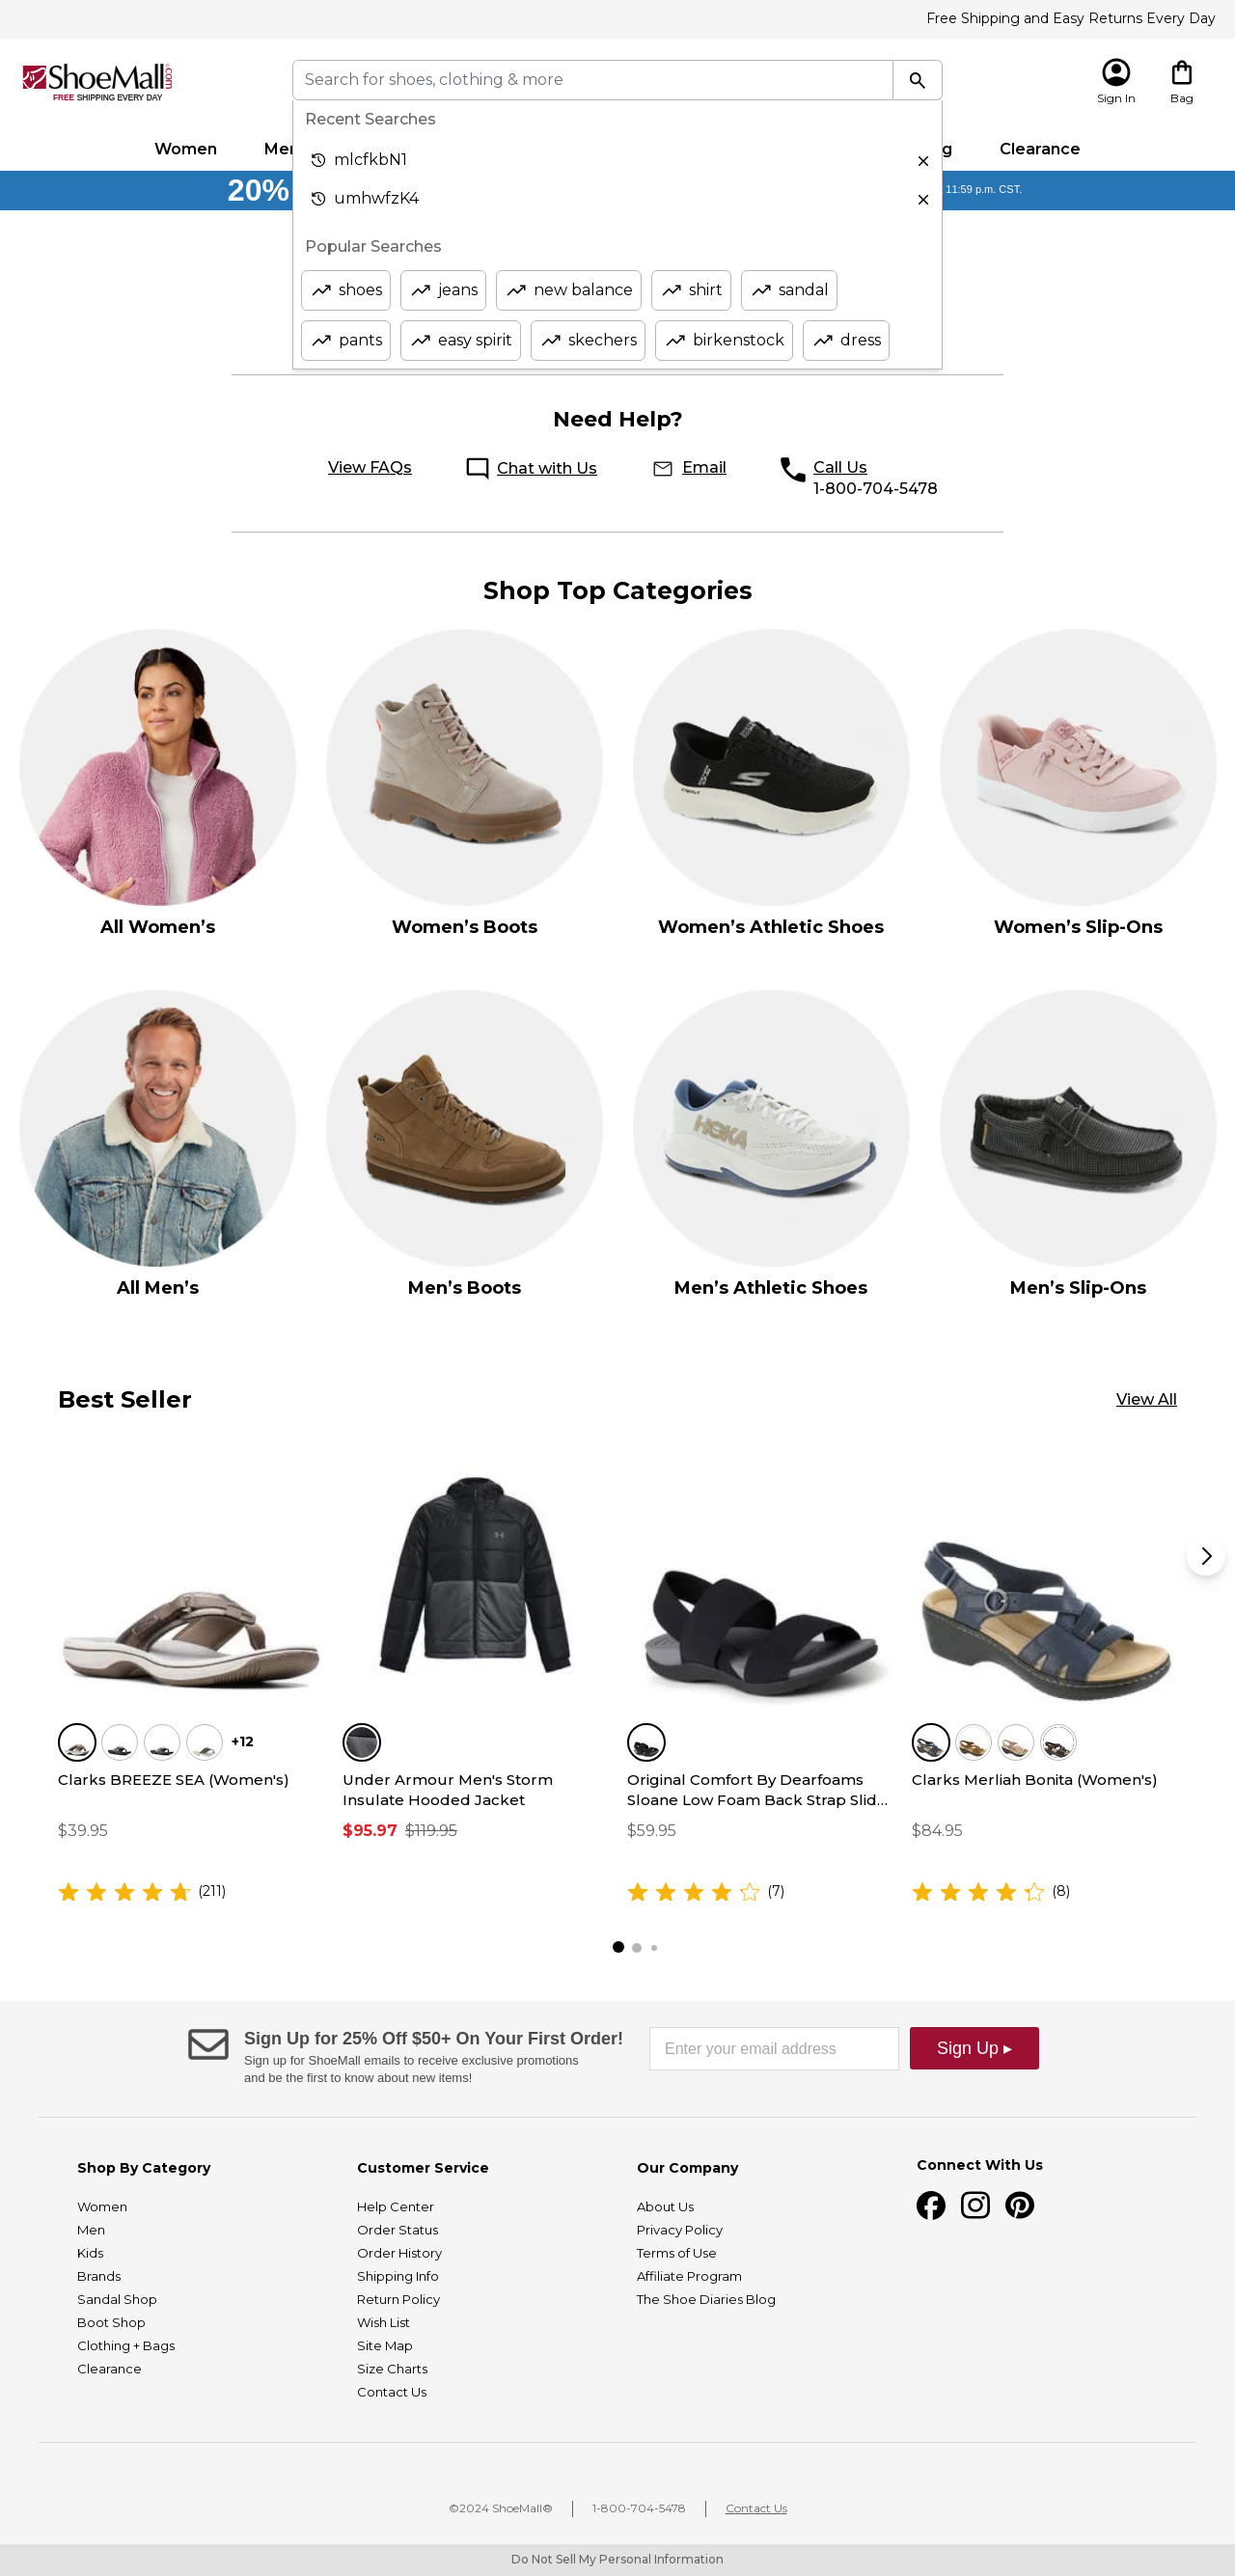 Free Shipping and Easy Returns Every Day
ShoeMall.com
FREE SHIPPING EVERY DAY
Search for shoes, clothing & more
Sign In
Bag
Recent Searches
Women
Clearance
mlcfkbN1
20%
11:59 p.m. CST.
umhwfzK4
Popular Searches
shoes
jeans
new balance
shirt
sandal
pants
easy spirit
skechers
birkenstock
dress
Need Help?
View FAQs
Chat with Us
Email
Call Us
1-800-704-5478
Shop Top Categories
All Women’s
Women’s Boots
Women’s Athletic Shoes
Women’s Slip-Ons
HOKA
All Men’s
Men’s Boots
Men’s Athletic Shoes
Men’s Slip-Ons
Best Seller
View All
+12
Clarks BREEZE SEA (Women's)
$39.95
(211)
Under Armour Men's Storm
Insulate Hooded Jacket
$95.97 $119.95
Original Comfort By Dearfoams
Sloane Low Foam Back Strap Slid...
$59.95
(7)
Clarks Merliah Bonita (Women's)
$84.95
(8)
Sign Up for 25% Off $50+ On Your First Order!
Sign up for ShoeMall emails to receive exclusive promotions
and be the first to know about new items!
Enter your email address
Sign Up ▸
Shop By Category
Women
Men
Kids
Brands
Sandal Shop
Boot Shop
Clothing + Bags
Clearance
Customer Service
Help Center
Order Status
Order History
Shipping Info
Return Policy
Wish List
Site Map
Size Charts
Contact Us
Our Company
About Us
Privacy Policy
Terms of Use
Affiliate Program
The Shoe Diaries Blog
Connect With Us
©2024 ShoeMall®
1-800-704-5478
Contact Us
Do Not Sell My Personal Information